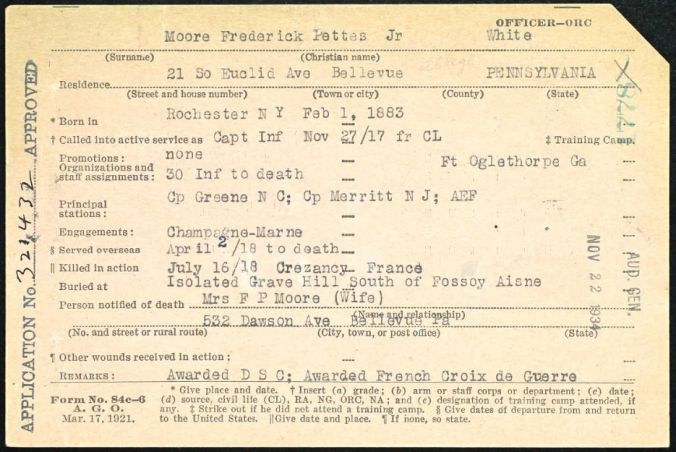 OFFICER—ORC
Moore Frederick Pettes Jr White
(Surname) (Christian name)
Residence 21 So Euclid Ave Bellevue PENNSYLVANIA
(Street and house number) (Town or city) (County) (State)
* Born in Rochester N Y Feb 1, 1883
† Called into active service as Capt Inf Nov 27/17 fr CL ‡ Training Camp.
Promotions: none
Ft Oglethorpe Ga
Organizations and
staff assignments: 30 Inf to death
Principal
stations: Cp Greene N C; Cp Merritt N J; AEF
Engagements: Champagne-Marne
§ Served overseas April 2/18 to death
|| Killed in action July 16/18 Crezancy France
Buried at Isolated Grave Hill South of Fossoy Aisne
Person notified of death Mrs F P Moore (Wife)
(Name and relationship)
532 Dawson Ave Bellevue Pa
(No. and street or rural route) (City, town, or post office) (State)
¶ Other wounds received in action:
REMARKS: Awarded D S C; Awarded French Croix de Guerre
Form No. 84c-6
A. G. O.
Mar. 17, 1921.
* Give place and date. † Insert (a) grade; (b) arm or staff corps or department; (c) date;
(d) source, civil life (CL), RA, NG, ORC, NA; and (e) designation of training camp attended, if
any. ‡ Strike out if he did not attend a training camp. § Give dates of departure from and return
to the United States. ||Give date and place. ¶ If none, so state.
APPLICATION No. 321432 APPROVED
NOV 22 1934
AUD. GEN.